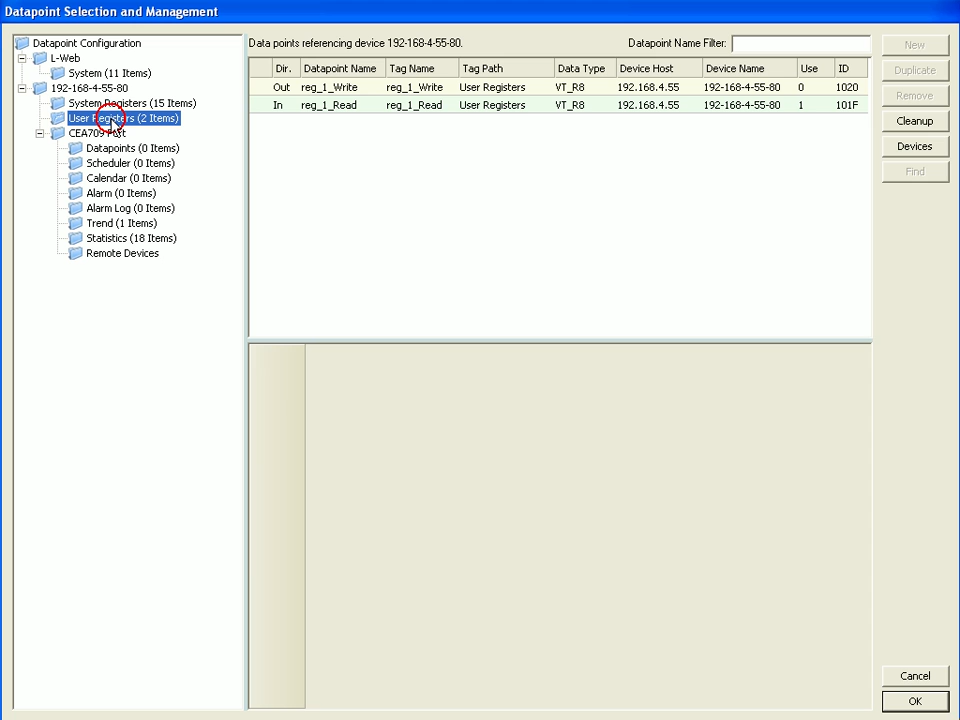 Datapoint Selection and Management
Datapoint Configuration
L-Web
System (11 Items)
192-168-4-55-80
System Registers (15 Items)
User Registers (2 Items)
CEA709 Port
Datapoints (0 Items)
Scheduler (0 Items)
Calendar (0 Items)
Alarm (0 Items)
Alarm Log (0 Items)
Trend (1 Items)
Statistics (18 Items)
Remote Devices
Data points referencing device 192-168-4-55-80. Datapoint Name Filter:
Dir. Datapoint Name Tag Name Tag Path Data Type Device Host Device Name Use ID
Out reg_1_Write reg_1_Write User Registers VT_R8 192.168.4.55 192-168-4-55-80 0 1020
In reg_1_Read reg_1_Read User Registers VT_R8 192.168.4.55 192-168-4-55-80 1 101F
New
Duplicate
Remove
Cleanup
Devices
Find
Cancel
OK